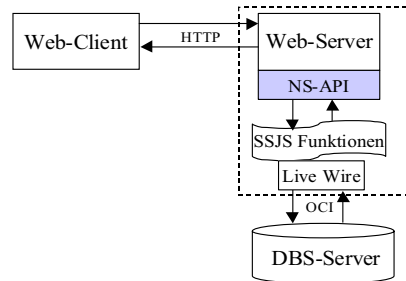 Web-Client
HTTP
Web-Server
NS-API
SSJS Funktionen
Live Wire
OCI
DBS-Server